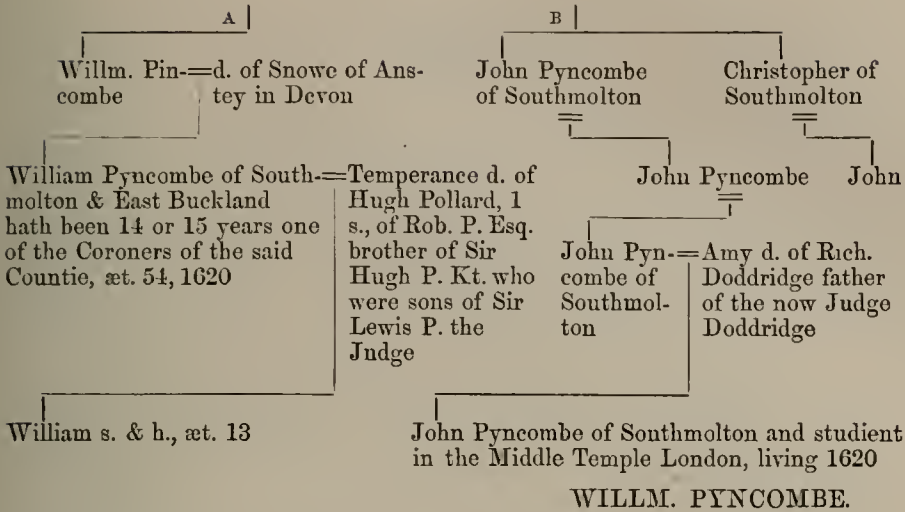 A
B
Willm. Pin-=d. of Snowe of Ans-
combe tey in Devon
John Pyncombe
of Southmolton
Christopher of
Southmolton
William Pyncombe of South-=Temperance d. of
molton & East Buckland Hugh Pollard, 1
hath been 14 or 15 years one s., of Rob. P. Esq.
of the Coroners of the said brother of Sir
Countie, æt. 54, 1620 Hugh P. Kt. who
were sons of Sir
Lewis P. the
Judge
John Pyncombe John
John Pyn-=Amy d. of Rich.
combe of Doddridge father
Southmol- of the now Judge
ton Doddridge
William s. & h., æt. 13
John Pyncombe of Southmolton and studient
in the Middle Temple London, living 1620
WILLM. PYNCOMBE.